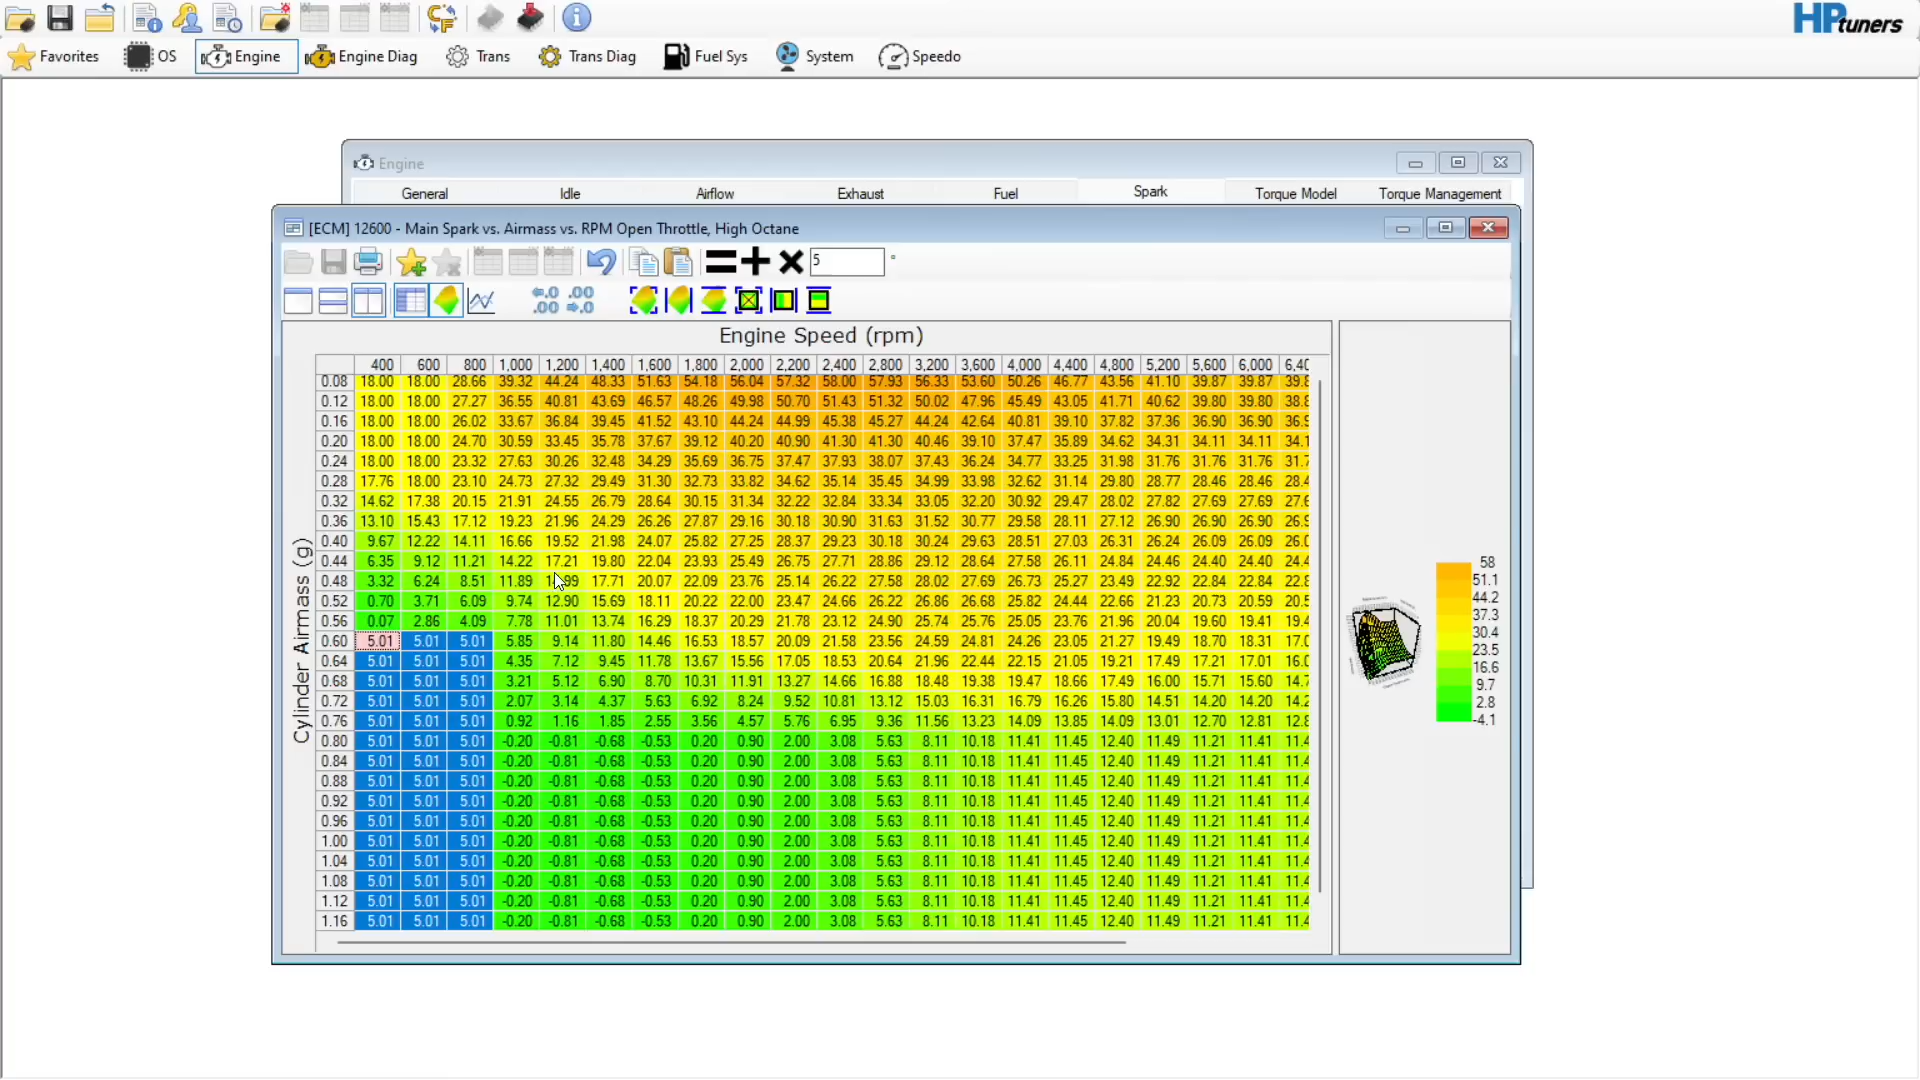 HPtuners
Favorites OS Engine Engine Diag Trans Trans Diag Fuel Sys System Speedo
Engine
General Idle Airflow Exhaust Fuel Spark Torque Model Torque Management
[ECM] 12600 - Main Spark vs. Airmass vs. RPM Open Throttle, High Octane
5 °
Engine Speed (rpm)
400 600 800 1,000 1,200 1,400 1,600 1,800 2,000 2,200 2,400 2,800 3,200 3,600 4,000 4,400 4,800 5,200 5,600 6,000 6,40
0.08 18.00 18.00 28.66 39.32 44.24 48.33 51.63 54.18 56.04 57.32 58.00 57.93 56.33 53.60 50.26 46.77 43.56 41.10 39.87 39.87 39.8
0.12 18.00 18.00 27.27 36.55 40.81 43.69 46.57 48.26 49.98 50.70 51.43 51.32 50.02 47.96 45.49 43.05 41.71 40.62 39.80 39.80 38.8
0.16 18.00 18.00 26.02 33.67 36.84 39.45 41.52 43.10 44.24 44.99 45.38 45.27 44.24 42.64 40.81 39.10 37.82 37.36 36.90 36.90 36.9
0.20 18.00 18.00 24.70 30.59 33.45 35.78 37.67 39.12 40.20 40.90 41.30 41.30 40.46 39.10 37.47 35.89 34.62 34.31 34.11 34.11 34.1
0.24 18.00 18.00 23.32 27.63 30.26 32.48 34.29 35.69 36.75 37.47 37.93 38.07 37.43 36.24 34.77 33.25 31.98 31.76 31.76 31.76 31.7
0.28 17.76 18.00 23.10 24.73 27.32 29.49 31.30 32.73 33.82 34.62 35.14 35.45 34.99 33.98 32.62 31.14 29.80 28.77 28.46 28.46 28.4
0.32 14.62 17.38 20.15 21.91 24.55 26.79 28.64 30.15 31.34 32.22 32.84 33.34 33.05 32.20 30.92 29.47 28.02 27.82 27.69 27.69 27.6
0.36 13.10 15.43 17.12 19.23 21.96 24.29 26.26 27.87 29.16 30.18 30.90 31.63 31.52 30.77 29.58 28.11 27.12 26.90 26.90 26.90 26.9
0.40 9.67 12.22 14.11 16.66 19.52 21.98 24.07 25.82 27.25 28.37 29.23 30.18 30.24 29.63 28.51 27.03 26.31 26.24 26.09 26.09 26.0
0.44 6.35 9.12 11.21 14.22 17.21 19.80 22.04 23.93 25.49 26.75 27.71 28.86 29.12 28.64 27.58 26.11 24.84 24.46 24.40 24.40 24.4
0.48 3.32 6.24 8.51 11.89 17.71 20.07 22.09 23.76 25.14 26.22 27.58 28.02 27.69 26.73 25.27 23.49 22.92 22.84 22.84 22.8
0.52 0.70 3.71 6.09 9.74 12.90 15.69 18.11 20.22 22.00 23.47 24.66 26.22 26.86 26.68 25.82 24.44 22.66 21.23 20.73 20.59 20.5
0.56 0.07 2.86 4.09 7.78 11.01 13.74 16.29 18.37 20.29 21.78 23.12 24.90 25.74 25.76 25.05 23.76 21.96 20.04 19.60 19.41 19.4
0.60 5.01 5.01 5.01 5.85 9.14 11.80 14.46 16.53 18.57 20.09 21.58 23.56 24.59 24.81 24.26 23.05 21.27 19.49 18.70 18.31 17.0
0.64 5.01 5.01 5.01 4.35 7.12 9.45 11.78 13.67 15.56 17.05 18.53 20.64 21.96 22.44 22.15 21.05 19.21 17.49 17.21 17.01 16.0
0.68 5.01 5.01 5.01 3.21 5.12 6.90 8.70 10.31 11.91 13.27 14.66 16.88 18.48 19.38 19.47 18.66 17.49 16.00 15.71 15.60 14.7
0.72 5.01 5.01 5.01 2.07 3.14 4.37 5.63 6.92 8.24 9.52 10.81 13.12 15.03 16.31 16.79 16.26 15.80 14.51 14.20 14.20 14.2
0.76 5.01 5.01 5.01 0.92 1.16 1.85 2.55 3.56 4.57 5.76 6.95 9.36 11.56 13.23 14.09 13.85 14.09 13.01 12.70 12.81 12.8
0.80 5.01 5.01 5.01 -0.20 -0.81 -0.68 -0.53 0.20 0.90 2.00 3.08 5.63 8.11 10.18 11.41 11.45 12.40 11.49 11.21 11.41 11.4
0.84 5.01 5.01 5.01 -0.20 -0.81 -0.68 -0.53 0.20 0.90 2.00 3.08 5.63 8.11 10.18 11.41 11.45 12.40 11.49 11.21 11.41 11.4
0.88 5.01 5.01 5.01 -0.20 -0.81 -0.68 -0.53 0.20 0.90 2.00 3.08 5.63 8.11 10.18 11.41 11.45 12.40 11.49 11.21 11.41 11.4
0.92 5.01 5.01 5.01 -0.20 -0.81 -0.68 -0.53 0.20 0.90 2.00 3.08 5.63 8.11 10.18 11.41 11.45 12.40 11.49 11.21 11.41 11.4
0.96 5.01 5.01 5.01 -0.20 -0.81 -0.68 -0.53 0.20 0.90 2.00 3.08 5.63 8.11 10.18 11.41 11.45 12.40 11.49 11.21 11.41 11.4
1.00 5.01 5.01 5.01 -0.20 -0.81 -0.68 -0.53 0.20 0.90 2.00 3.08 5.63 8.11 10.18 11.41 11.45 12.40 11.49 11.21 11.41 11.4
1.04 5.01 5.01 5.01 -0.20 -0.81 -0.68 -0.53 0.20 0.90 2.00 3.08 5.63 8.11 10.18 11.41 11.45 12.40 11.49 11.21 11.41 11.4
1.08 5.01 5.01 5.01 -0.20 -0.81 -0.68 -0.53 0.20 0.90 2.00 3.08 5.63 8.11 10.18 11.41 11.45 12.40 11.49 11.21 11.41 11.4
1.12 5.01 5.01 5.01 -0.20 -0.81 -0.68 -0.53 0.20 0.90 2.00 3.08 5.63 8.11 10.18 11.41 11.45 12.40 11.49 11.21 11.41 11.4
1.16 5.01 5.01 5.01 -0.20 -0.81 -0.68 -0.53 0.20 0.90 2.00 3.08 5.63 8.11 10.18 11.41 11.45 12.40 11.49 11.21 11.41 11.4
Cylinder Airmass (g)
58
51.1
44.2
37.3
30.4
23.5
16.6
9.7
2.8
-4.1